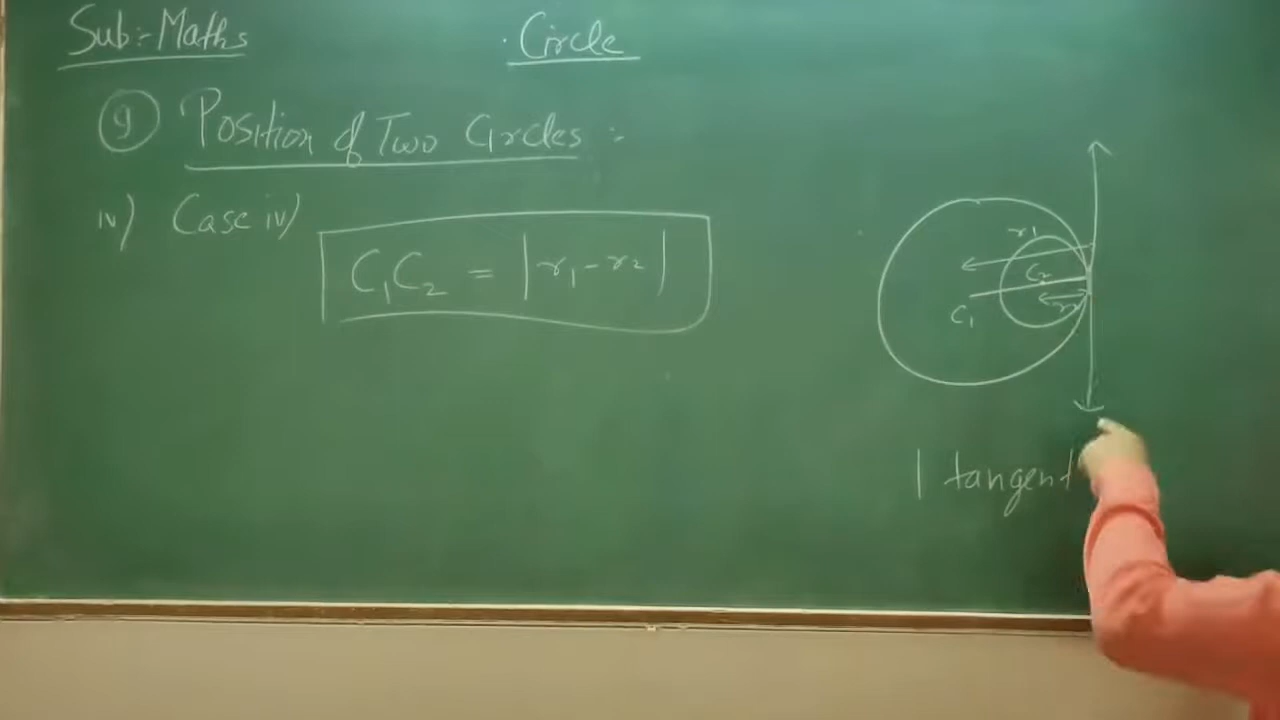 Sub:- Maths
Circle
9 Position of Two Circles :-
iv) Case iv)
C₁C₂ = |r₁-r₂|
r₁
C₂
r₂
C₁
1 tangent